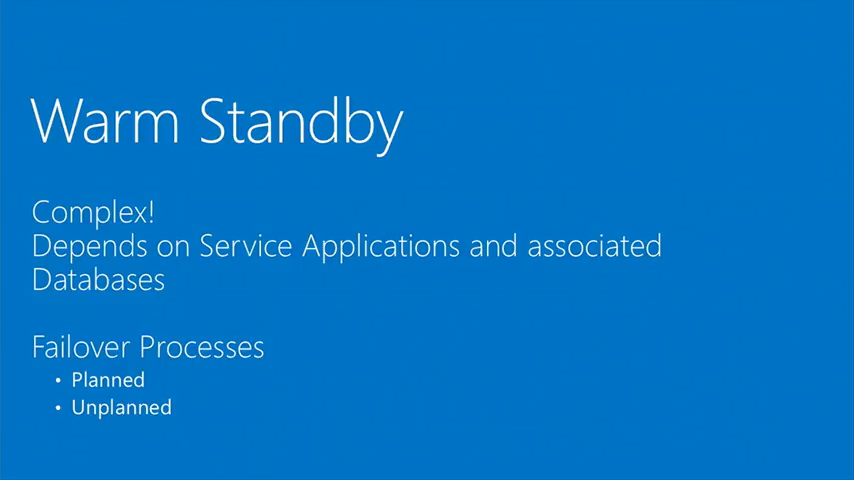 Warm Standby
Complex!
Depends on Service Applications and associated
Databases
Failover Processes
• Planned
• Unplanned